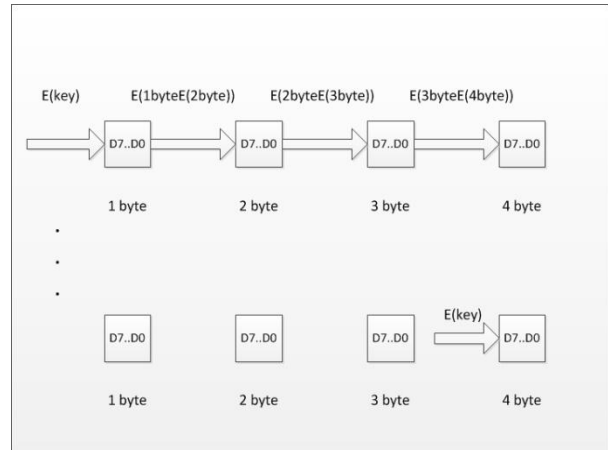 E(key) E(1byteE(2byte)) E(2byteE(3byte)) E(3byteE(4byte))
D7..D0 D7..D0 D7..D0 D7..D0
1 byte 2 byte 3 byte 4 byte
.
.
.
E(key)
D7..D0 D7..D0 D7..D0 D7..D0
1 byte 2 byte 3 byte 4 byte